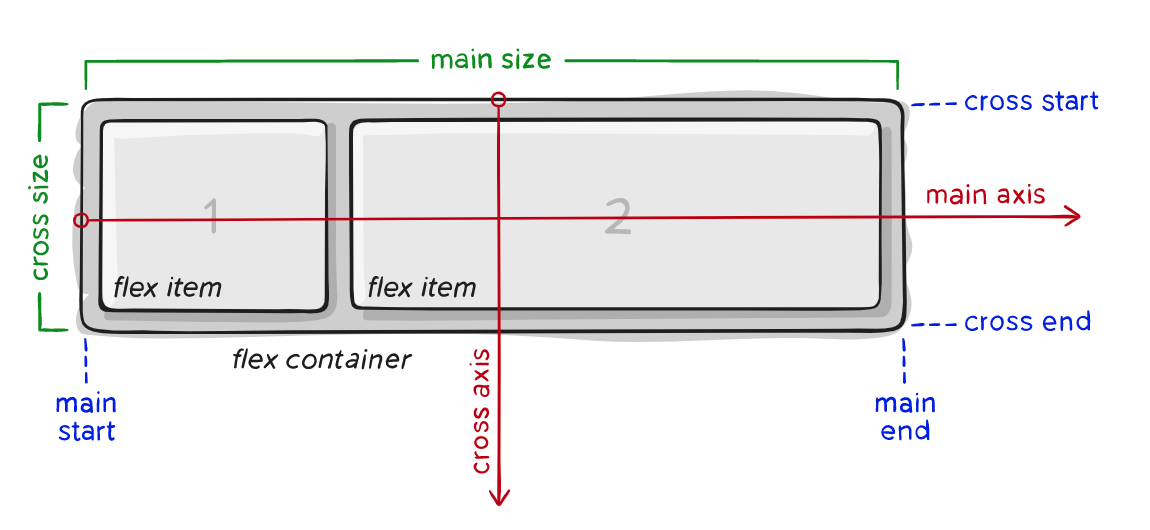 main size
cross start
cross size
main axis
1
2
flex item
flex item
cross end
flex container
cross axis
main
start
main
end